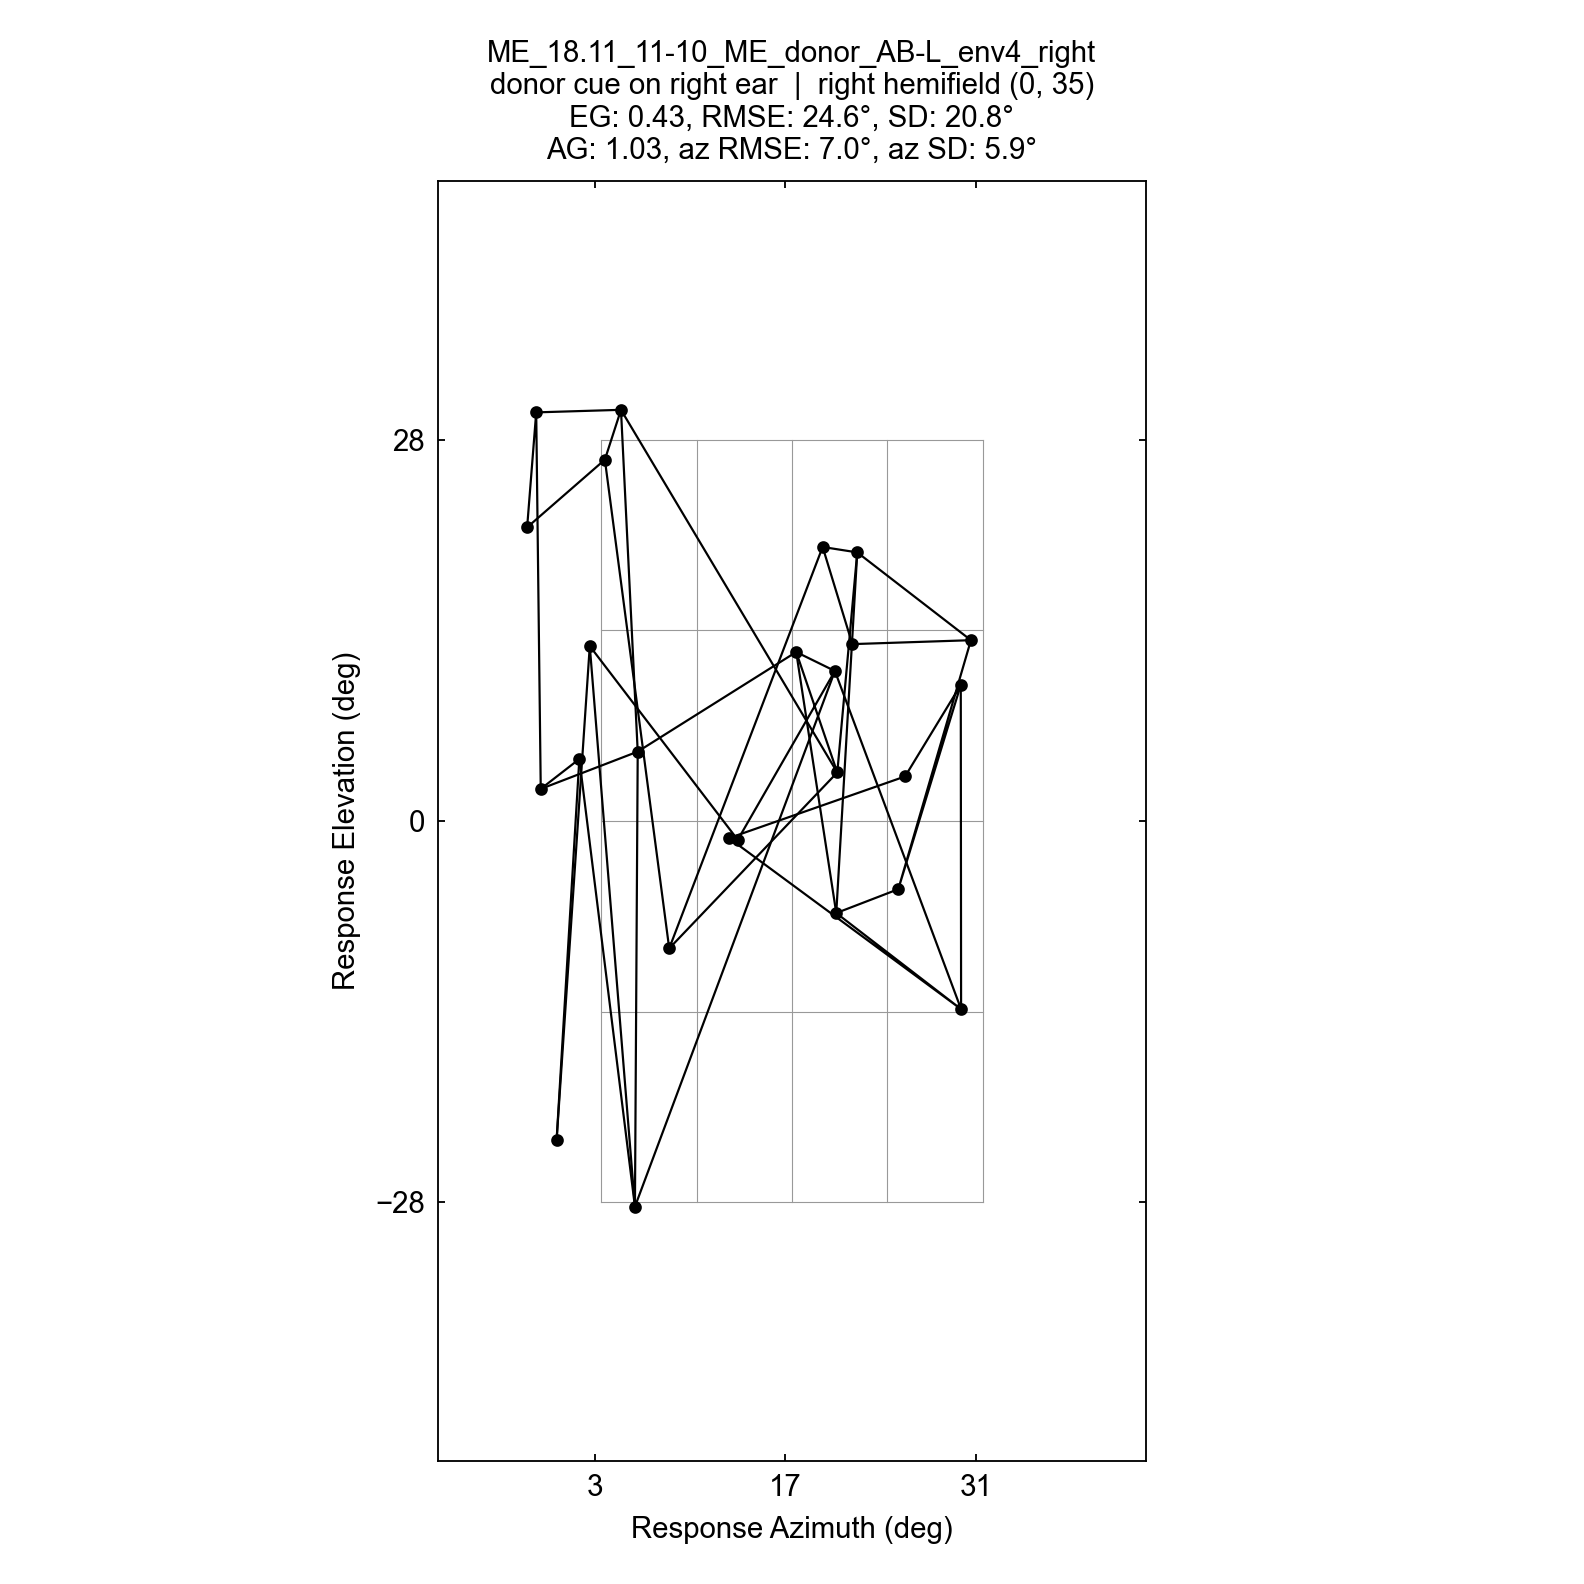 ME_18.11_11-10_ME_donor_AB-L_env4_right
donor cue on right ear | right hemifield (0, 35)
EG: 0.43, RMSE: 24.6°, SD: 20.8°
AG: 1.03, az RMSE: 7.0°, az SD: 5.9°
28
0
−28
Response Elevation (deg)
3
17
31
Response Azimuth (deg)